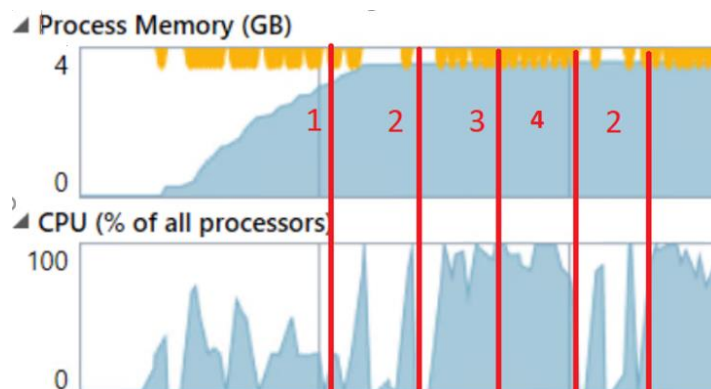 Process Memory (GB)
4
1 2 3 4 2
0
CPU (% of all processors)
100
0